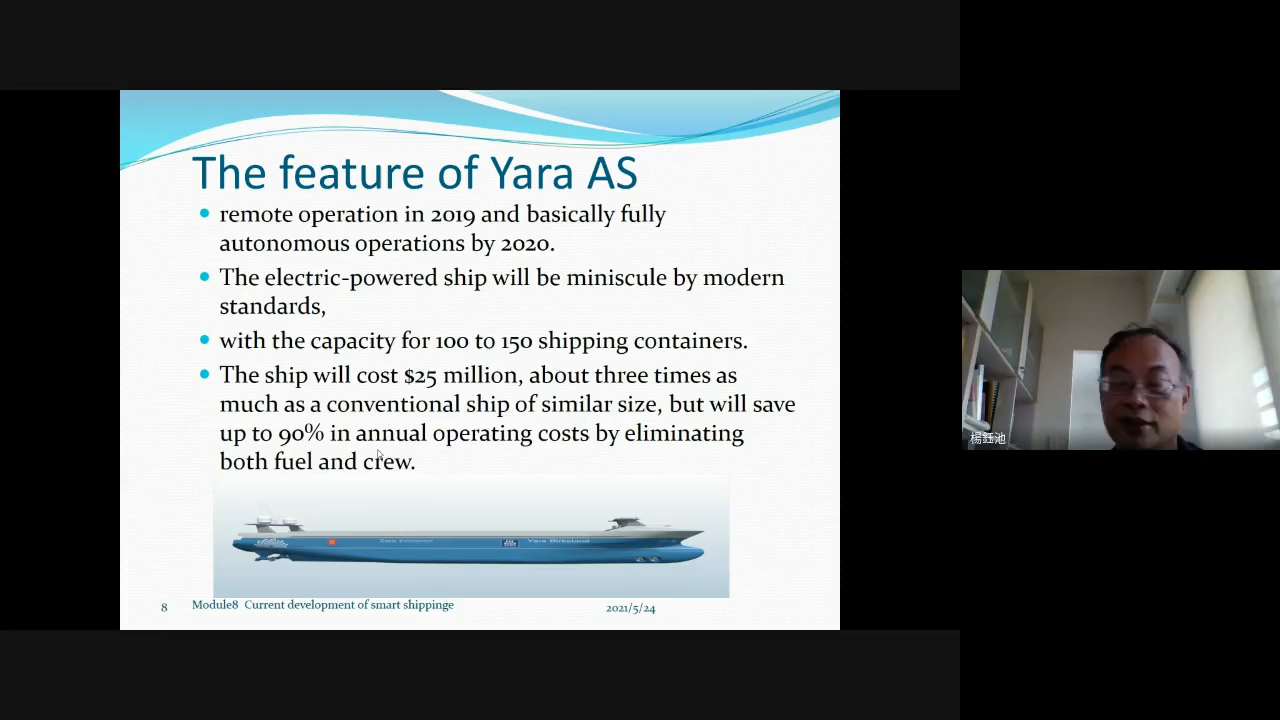 The feature of Yara AS
remote operation in 2019 and basically fully
autonomous operations by 2020.
The electric-powered ship will be miniscule by modern
standards,
with the capacity for 100 to 150 shipping containers.
The ship will cost $25 million, about three times as
much as a conventional ship of similar size, but will save
up to 90% in annual operating costs by eliminating
both fuel and crew.
Yara Birkeland
8
Module8 Current development of smart shippinge
2021/5/24
楊鈺池